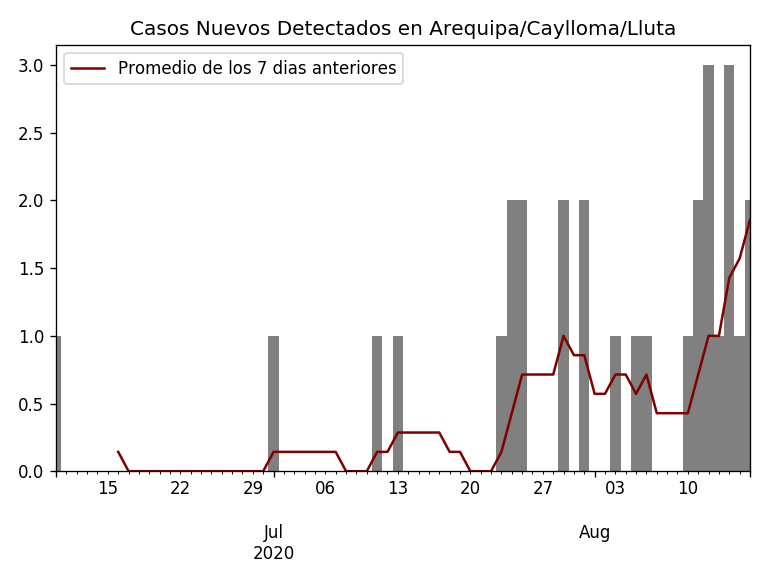 Casos Nuevos Detectados en Arequipa/Caylloma/Lluta
Promedio de los 7 dias anteriores
3.0
2.5
2.0
1.5
1.0
0.5
0.0
15 22 29 06 13 20 27 03 10
Jul Aug
2020